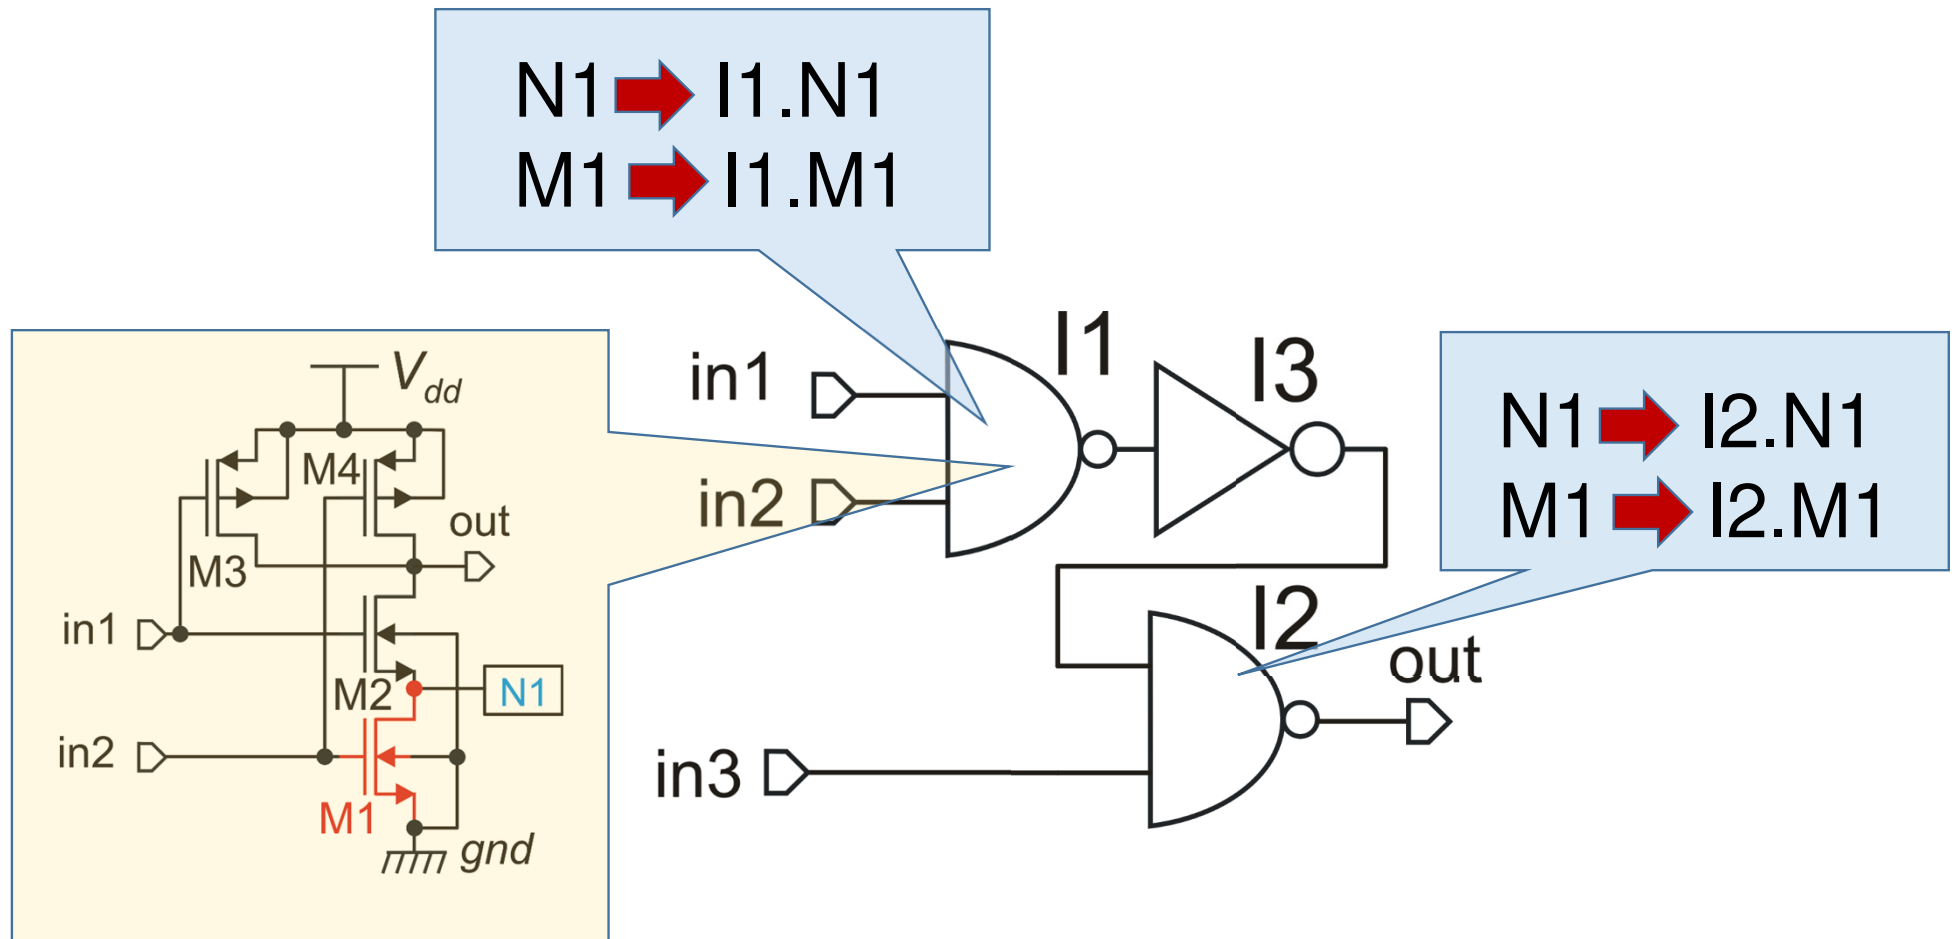 N1 I1.N1
M1 I1.M1
I1
I3
in1
in2
N1 I2.N1
M1 I2.M1
Vdd
M4
out
M3
in1
M2
N1
in2
M1
gnd
I2
out
in3